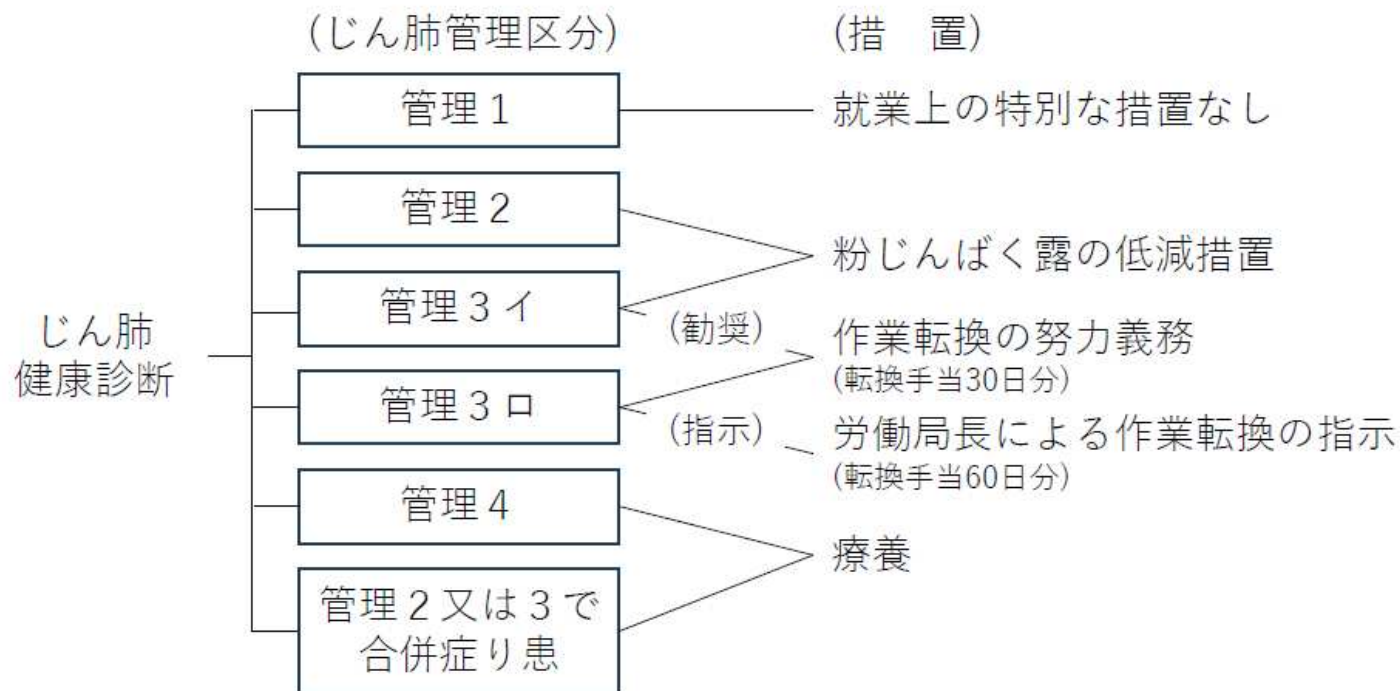 (じん肺管理区分)
(措　置)
管理１
就業上の特別な措置なし
管理２
粉じんばく露の低減措置
管理３イ
(勧奨)
作業転換の努力義務
(転換手当30日分)
じん肺
健康診断
管理３ロ
(指示)
労働局長による作業転換の指示
(転換手当60日分)
管理４
療養
管理２又は３で
合併症り患